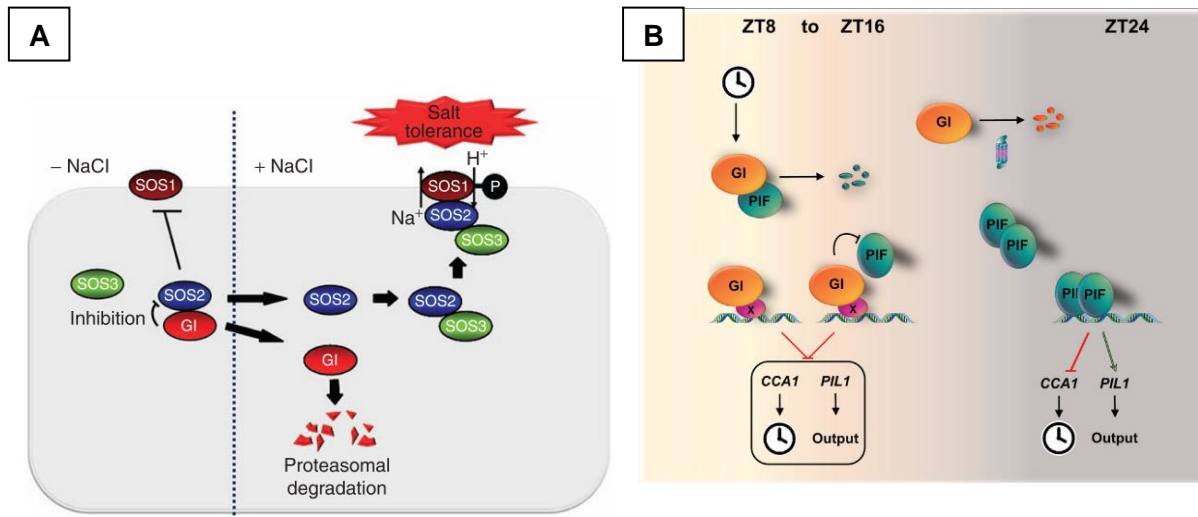 A
Salt
tolerance
– NaCl
+ NaCl
H+
SOS1
SOS1
P
Na+
SOS2
SOS3
SOS3
SOS2
SOS2
SOS2
Inhibition
SOS3
GI
GI
Proteasomal
degradation
B
ZT8 to ZT16
ZT24
GI
GI
PIF
PIF
PIF
PIF
GI
GI
PIF
PIF
X
X
CCA1 PIL1
CCA1 PIL1
Output
Output